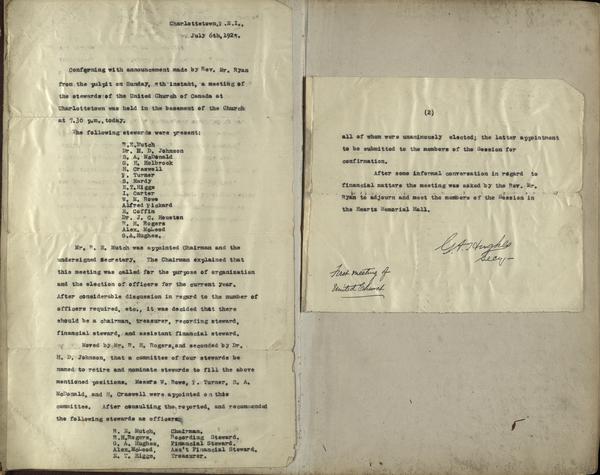 Charlottetown, P.E.I.,
July 6th, 192
Conforming with announcement made by Rev. Mr. Ryan
from the pulpit on Sunday, instant, a meeting of
the stewards of the United Church of Canada at
Charlottetown was held in the basement of the Church
at 7.30 p.m., today.
The following stewards were present:
R.E.Mutch
Dr. H. D. Johnson
S. A. McDonald
G. H. Holbrook
H. Craswell
P. Turner
S. Hardy
E.T.Higgs
I. Carter
W. M. Rowe
Alfred Pickard
H. Coffin
Dr. J. C. Houston
R. H. Rogers
Alex. McLeod
G.A.Hughes.
Mr. R. E. Mutch was appointed Chairman and the
undersigned Secretary. The Chairman explained that
this meeting was called for the purpose of organization
and the election of officers for the current year.
After considerable discussion in regard to the number of
officers required, etc., it was decided that there
should be a chairman, treasurer, recording steward,
financial steward, and assistant financial steward.
Moved by Mr. R. H. Rogers,and seconded by Dr.
H. D. Johnson, that a committee of four stewards be
named to retire and nominate stewards to fill the above
mentioned positions. Messrs W. Rowe, P. Turner, S. A.
McDonald, and H. Craswell were appointed on this
committee. After consulting the reported, and recommended
the following stewards as officers:
R. E. Mutch, Chairman.
R.H.Rogers, Recording Steward.
G. A. Hughes, Financial Steward.
Alex.McLeod, Ass't Financial Steward.
E. T. Higgs, Treasurer.
(2)
all of whom were unanimously elected; the latter appointment
to be submitted to the members of the Session for
confirmation.
After some informal conversation in regard to
financial matters the meeting was asked by the Rev. Mr.
Ryan to adjourn and meet the members of the Session in
the Heartz Memorial Hall.
G A Hughes
Secy-
First meeting of
United Church